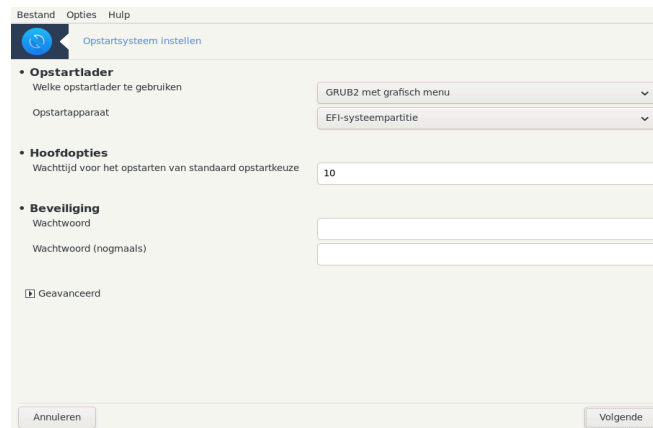 Bestand Opties Hulp
Opstartsysteem instellen
• Opstartlader
Welke opstartlader te gebruiken
GRUB2 met grafisch menu
Opstartapparaat
EFI-systeempartitie
• Hoofdopties
Wachttijd voor het opstarten van standaard opstartkeuze
10
• Beveiliging
Wachtwoord
Wachtwoord (nogmaals)
Geavanceerd
Annuleren
Volgende